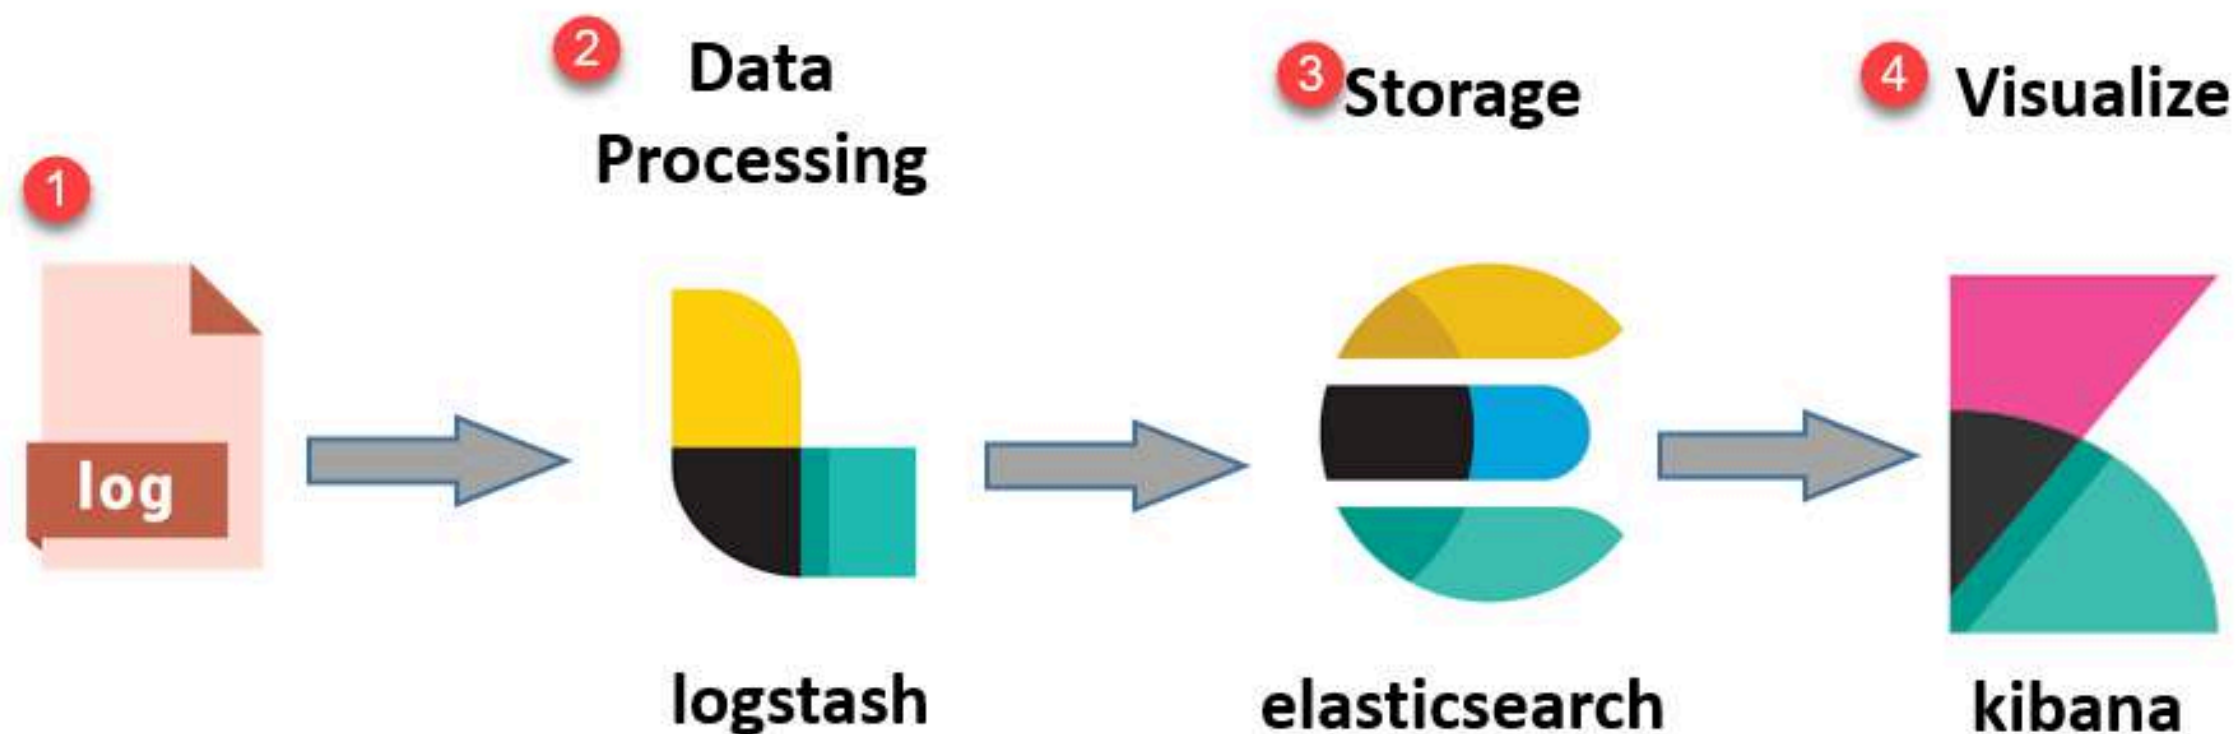 1
log
2
Data
Processing
logstash
3
Storage
elasticsearch
4
Visualize
kibana